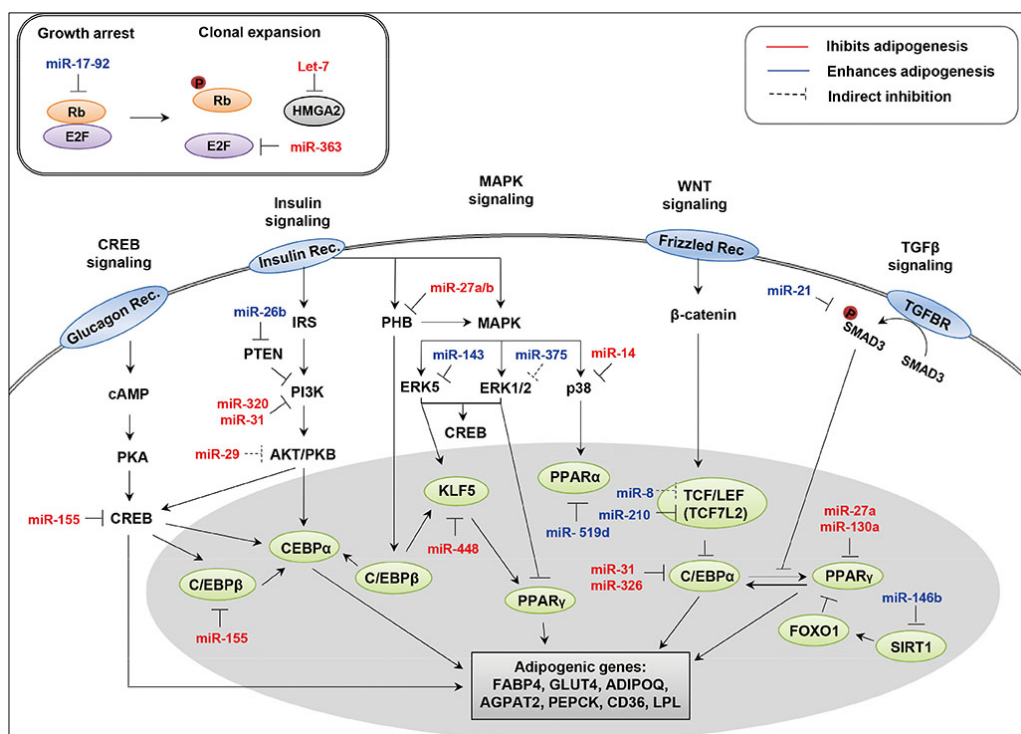 Growth arrest
Clonal expansion
miR-17-92
Let-7
P
Rb
Rb
HMGA2
E2F
E2F
miR-363
Ihibits adipogenesis
Enhances adipogenesis
Indirect inhibition
CREB
signaling
Insulin
signaling
MAPK
signaling
WNT
signaling
TGFβ
signaling
Glucagon Rec.
Insulin Rec.
Frizzled Rec
TGFBR
cAMP
PKA
miR-155
CREB
miR-26b
IRS
PTEN
PI3K
miR-320
miR-31
miR-29
AKT/PKB
miR-27a/b
PHB
MAPK
miR-143
miR-375
miR-14
ERK5
ERK1/2
p38
CREB
β-catenin
miR-21
P
SMAD3
SMAD3
KLF5
miR-448
PPARα
miR- 519d
miR-8
miR-210
TCF/LEF
(TCF7L2)
miR-27a
miR-130a
CEBPα
C/EBPβ
miR-155
C/EBPβ
PPARγ
miR-31
miR-326
C/EBPα
PPARγ
miR-146b
FOXO1
SIRT1
Adipogenic genes:
FABP4, GLUT4, ADIPOQ,
AGPAT2, PEPCK, CD36, LPL